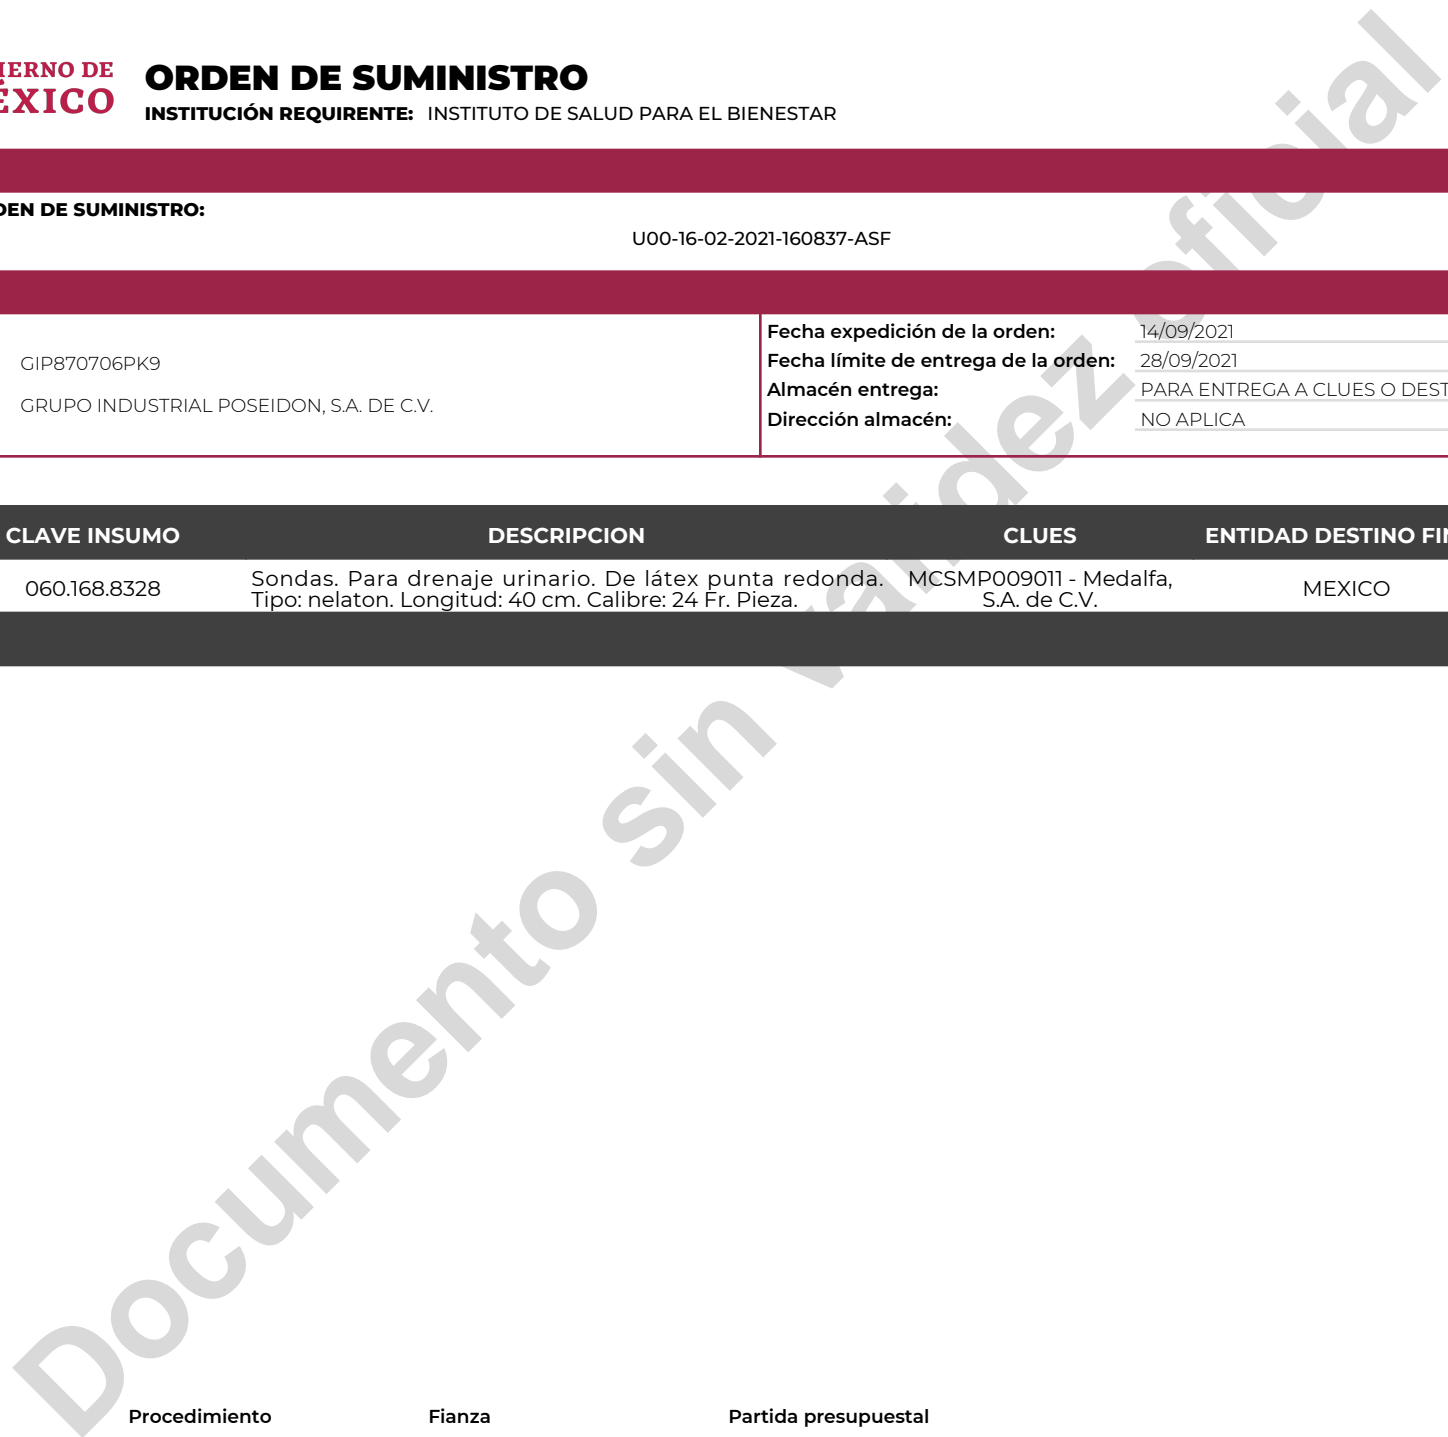 IERNO DE
ÉXICO
ORDEN DE SUMINISTRO
INSTITUCIÓN REQUIRENTE: INSTITUTO DE SALUD PARA EL BIENESTAR
DEN DE SUMINISTRO:
U00-16-02-2021-160837-ASF
GIP870706PK9
GRUPO INDUSTRIAL POSEIDON, S.A. DE C.V.
Fecha expedición de la orden: 14/09/2021
Fecha límite de entrega de la orden: 28/09/2021
Almacén entrega: PARA ENTREGA A CLUES O DEST
Dirección almacén: NO APLICA
CLAVE INSUMO DESCRIPCION CLUES ENTIDAD DESTINO FIN
060.168.8328
Sondas. Para drenaje urinario. De látex punta redonda.
Tipo: nelaton. Longitud: 40 cm. Calibre: 24 Fr. Pieza.
MCSMP009011 - Medalfa,
S.A. de C.V.
MEXICO
Documento sin validez oficial
Procedimiento Fianza Partida presupuestal